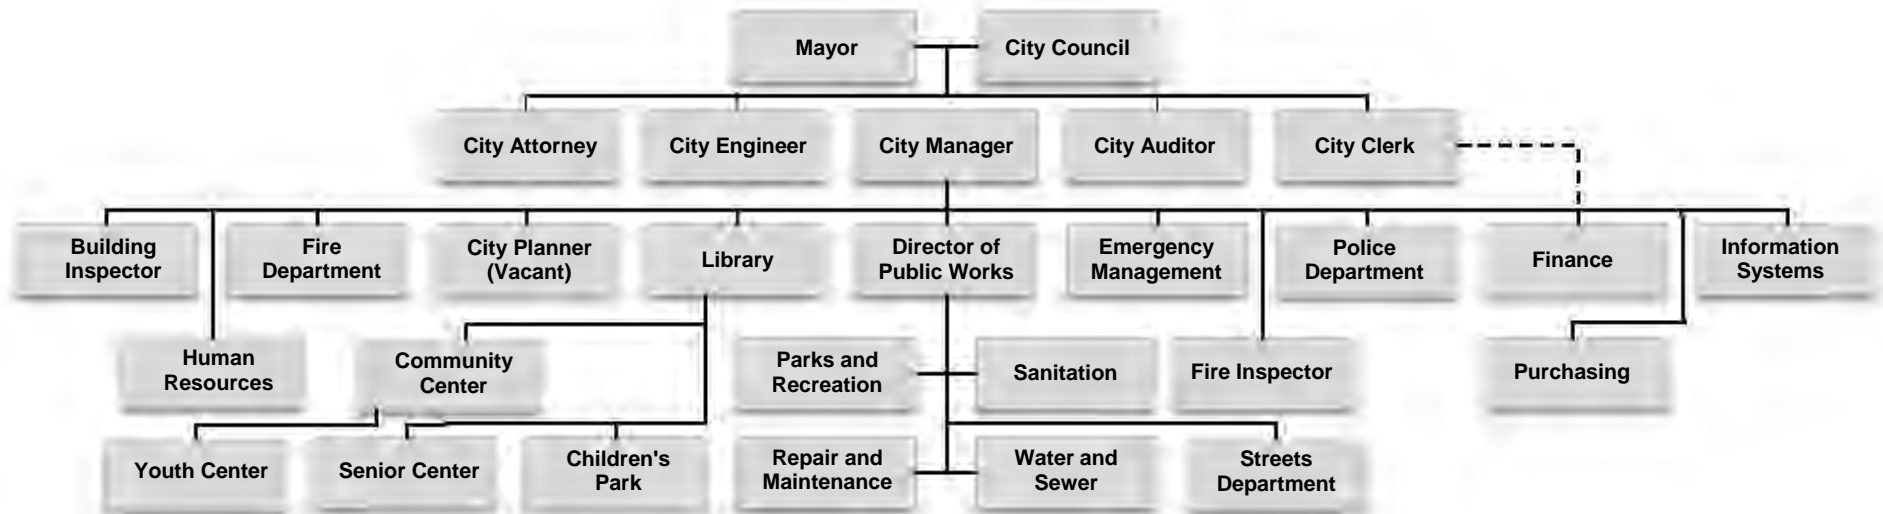 Mayor
City Council
City Attorney
City Engineer
City Manager
City Auditor
City Clerk
Building
Inspector
Fire
Department
City Planner
(Vacant)
Library
Director of
Public Works
Emergency
Management
Police
Department
Finance
Information
Systems
Human
Resources
Community
Center
Parks and
Recreation
Sanitation
Fire Inspector
Purchasing
Youth Center
Senior Center
Children's
Park
Repair and
Maintenance
Water and
Sewer
Streets
Department